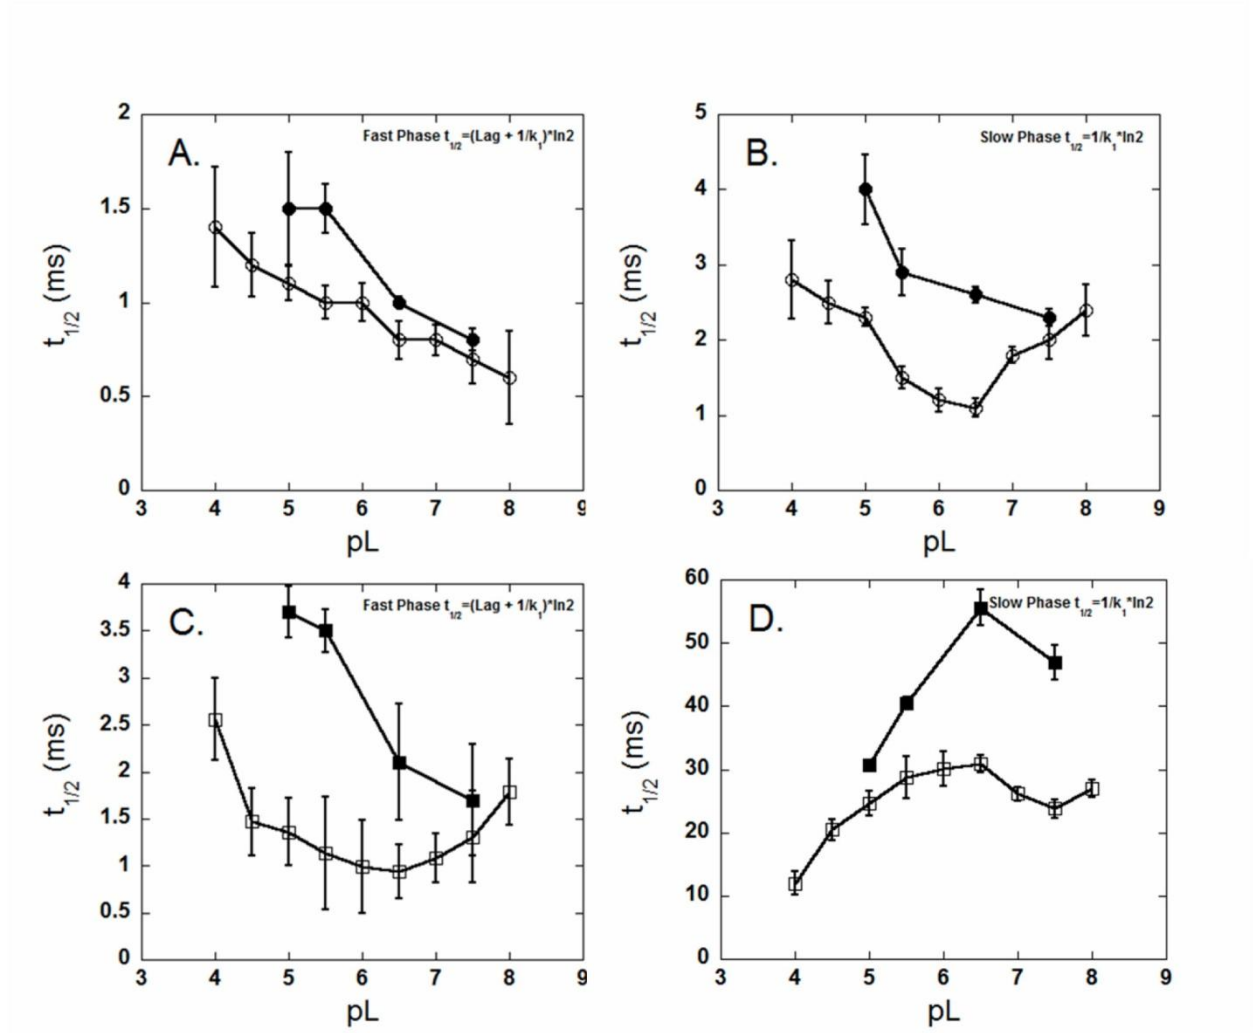 A.
Fast Phase t1/2=(Lag + 1/k1)*ln2
2
1.5
1
0.5
0
t1/2 (ms)
3 4 5 6 7 8 9
pL
B.
Slow Phase t1/2=1/k1*ln2
5
4
3
2
1
0
t1/2 (ms)
3 4 5 6 7 8 9
pL
C.
Fast Phase t1/2=(Lag + 1/k1)*ln2
4
3.5
3
2.5
2
1.5
1
0.5
0
t1/2 (ms)
3 4 5 6 7 8 9
pL
D.
Slow Phase t1/2=1/k1*ln2
60
50
40
30
20
10
0
t1/2 (ms)
3 4 5 6 7 8 9
pL